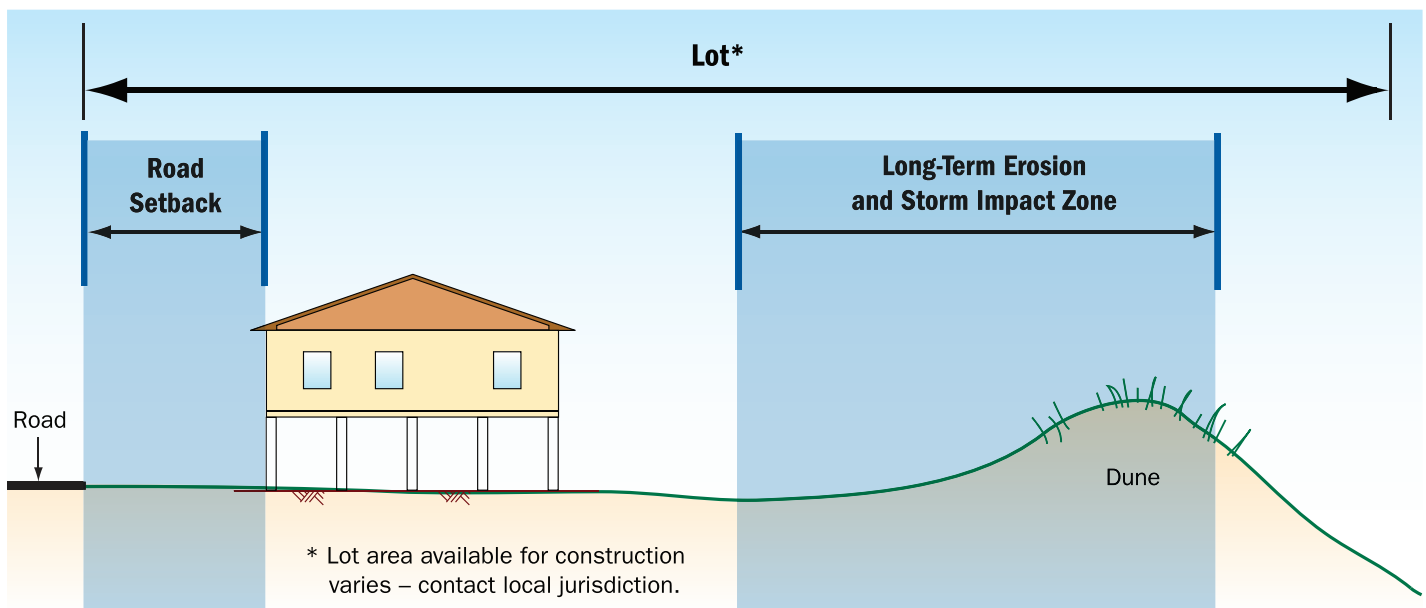 Lot*
Road
Setback
Long-Term Erosion
and Storm Impact Zone
Road
Dune
* Lot area available for construction
varies – contact local jurisdiction.